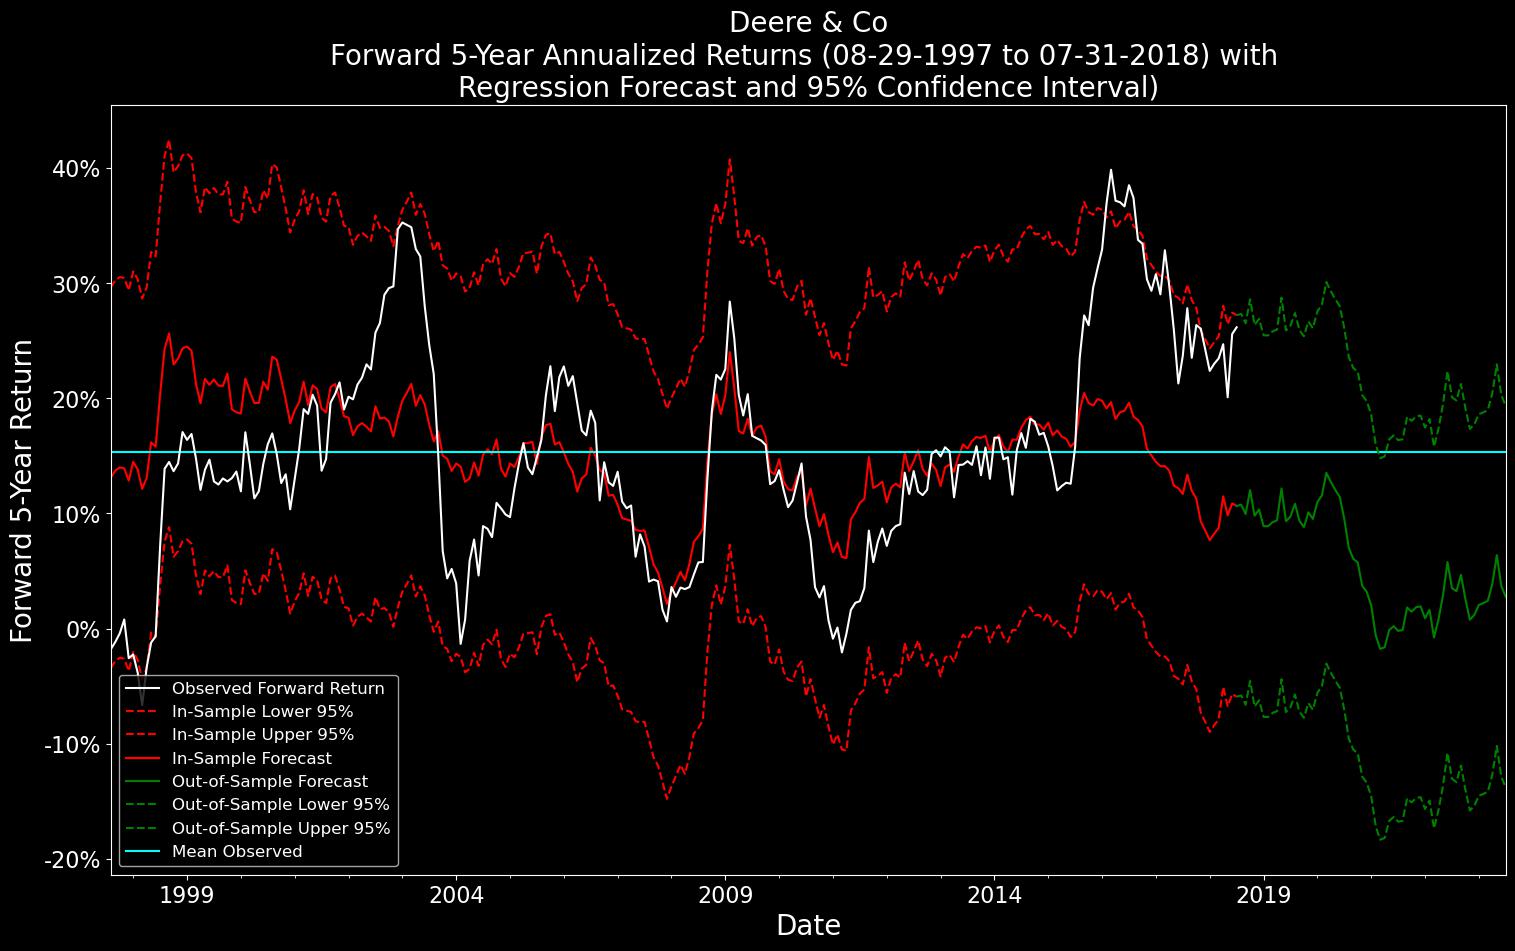 Deere & Co
Forward 5-Year Annualized Returns (08-29-1997 to 07-31-2018) with
Regression Forecast and 95% Confidence Interval)
Forward 5-Year Return
40%
30%
20%
10%
0%
-10%
-20%
Observed Forward Return
In-Sample Lower 95%
In-Sample Upper 95%
In-Sample Forecast
Out-of-Sample Forecast
Out-of-Sample Lower 95%
Out-of-Sample Upper 95%
Mean Observed
1999 2004 2009 2014 2019
Date